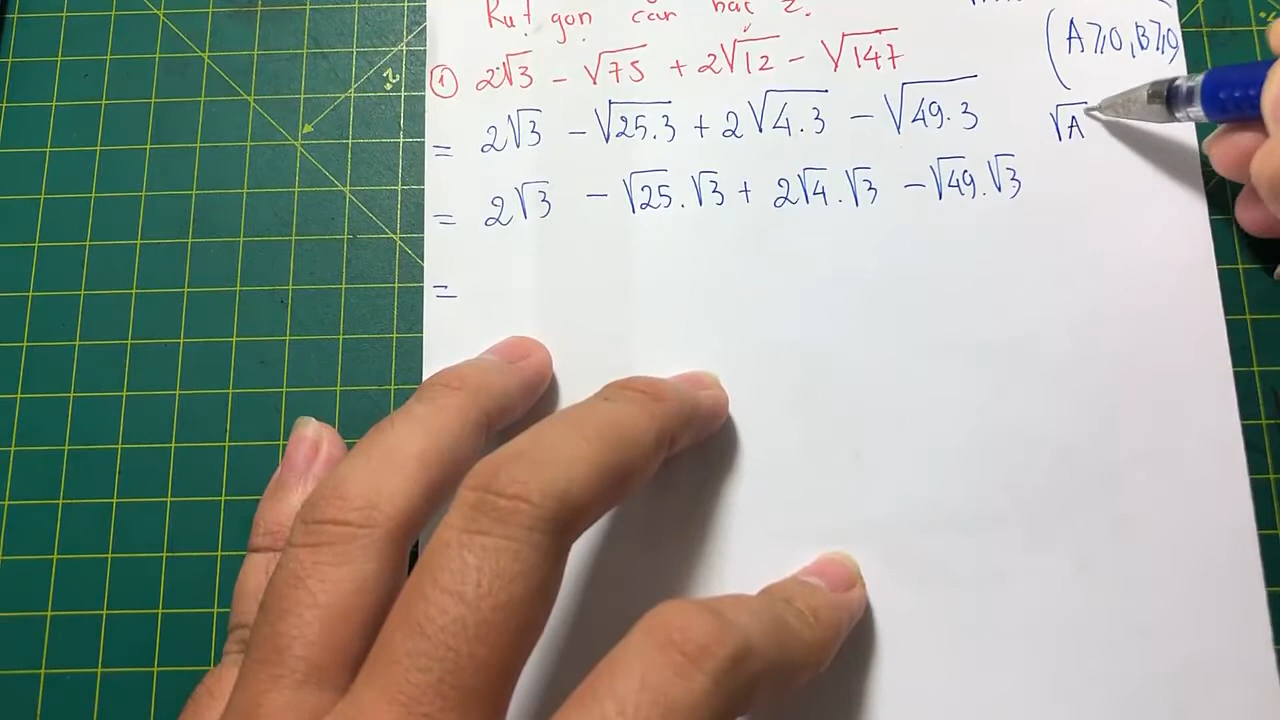 Rút gọn căn bậc 2.
① 2√3 - √75 + 2√12 - √147
(A ≥ 0, B ≥ 0
= 2√3 - √25.3 + 2√4.3 - √49.3
√A
= 2√3 - √25.√3 + 2√4.√3 - √49.√3
=